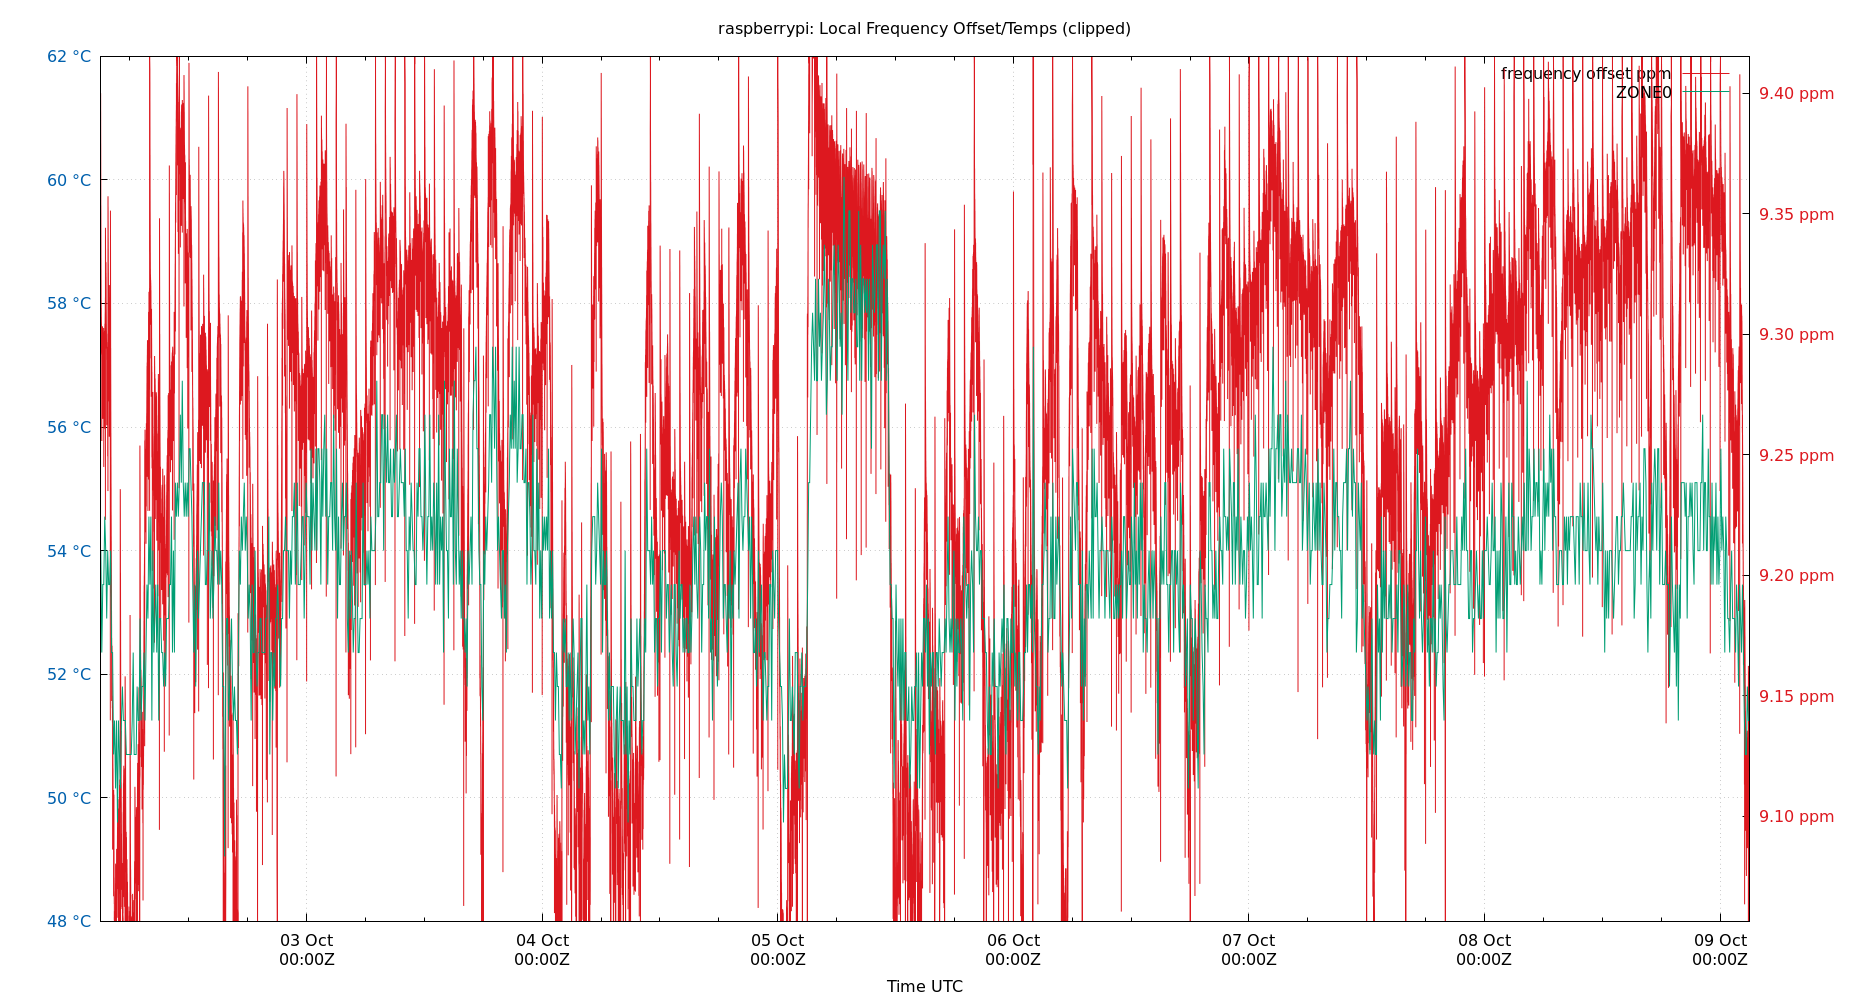 raspberrypi: Local Frequency Offset/Temps (clipped)
frequency offset ppm
ZONE0
62 °C
60 °C
58 °C
56 °C
54 °C
52 °C
50 °C
48 °C
9.40 ppm
9.35 ppm
9.30 ppm
9.25 ppm
9.20 ppm
9.15 ppm
9.10 ppm
03 Oct
00:00Z
04 Oct
00:00Z
05 Oct
00:00Z
06 Oct
00:00Z
07 Oct
00:00Z
08 Oct
00:00Z
09 Oct
00:00Z
Time UTC